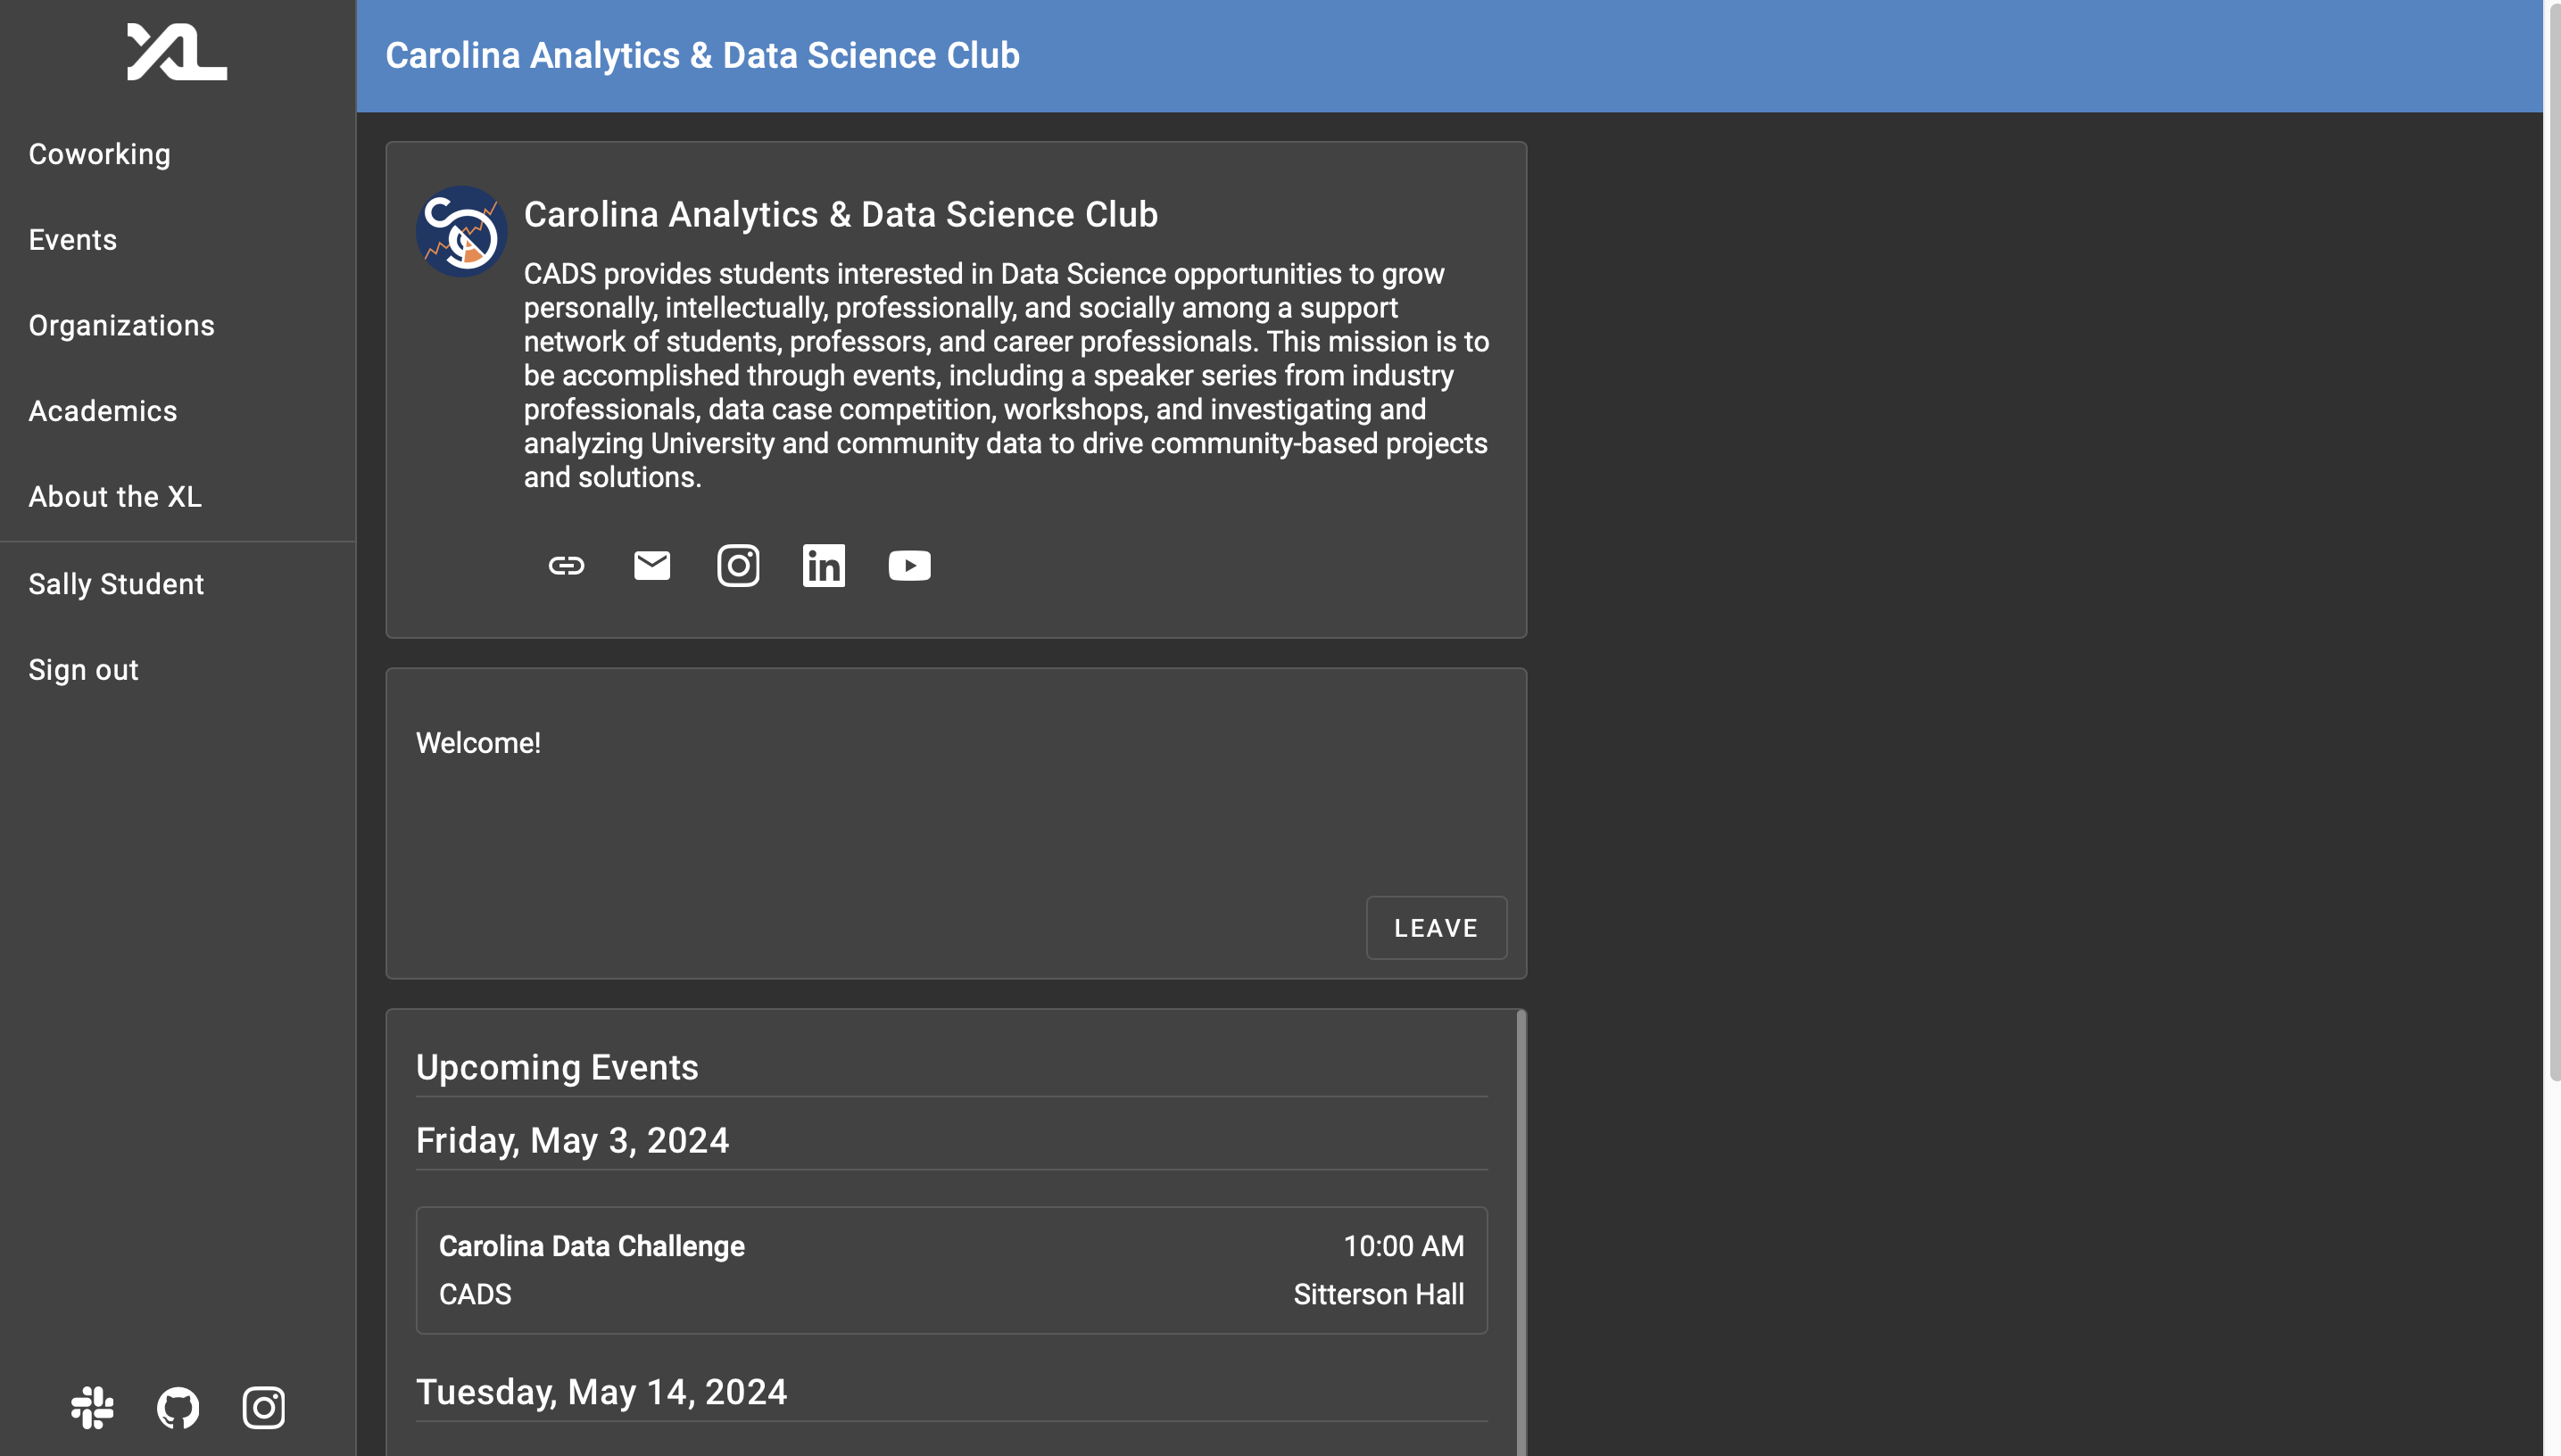 XL
Carolina Analytics & Data Science Club
Coworking
Events
Organizations
Academics
About the XL
Sally Student
Sign out
Carolina Analytics & Data Science Club
CADS provides students interested in Data Science opportunities to grow
personally, intellectually, professionally, and socially among a support
network of students, professors, and career professionals. This mission is to
be accomplished through events, including a speaker series from industry
professionals, data case competition, workshops, and investigating and
analyzing University and community data to drive community-based projects
and solutions.
in
Welcome!
LEAVE
Upcoming Events
Friday, May 3, 2024
Carolina Data Challenge 10:00 AM
CADS Sitterson Hall
Tuesday, May 14, 2024